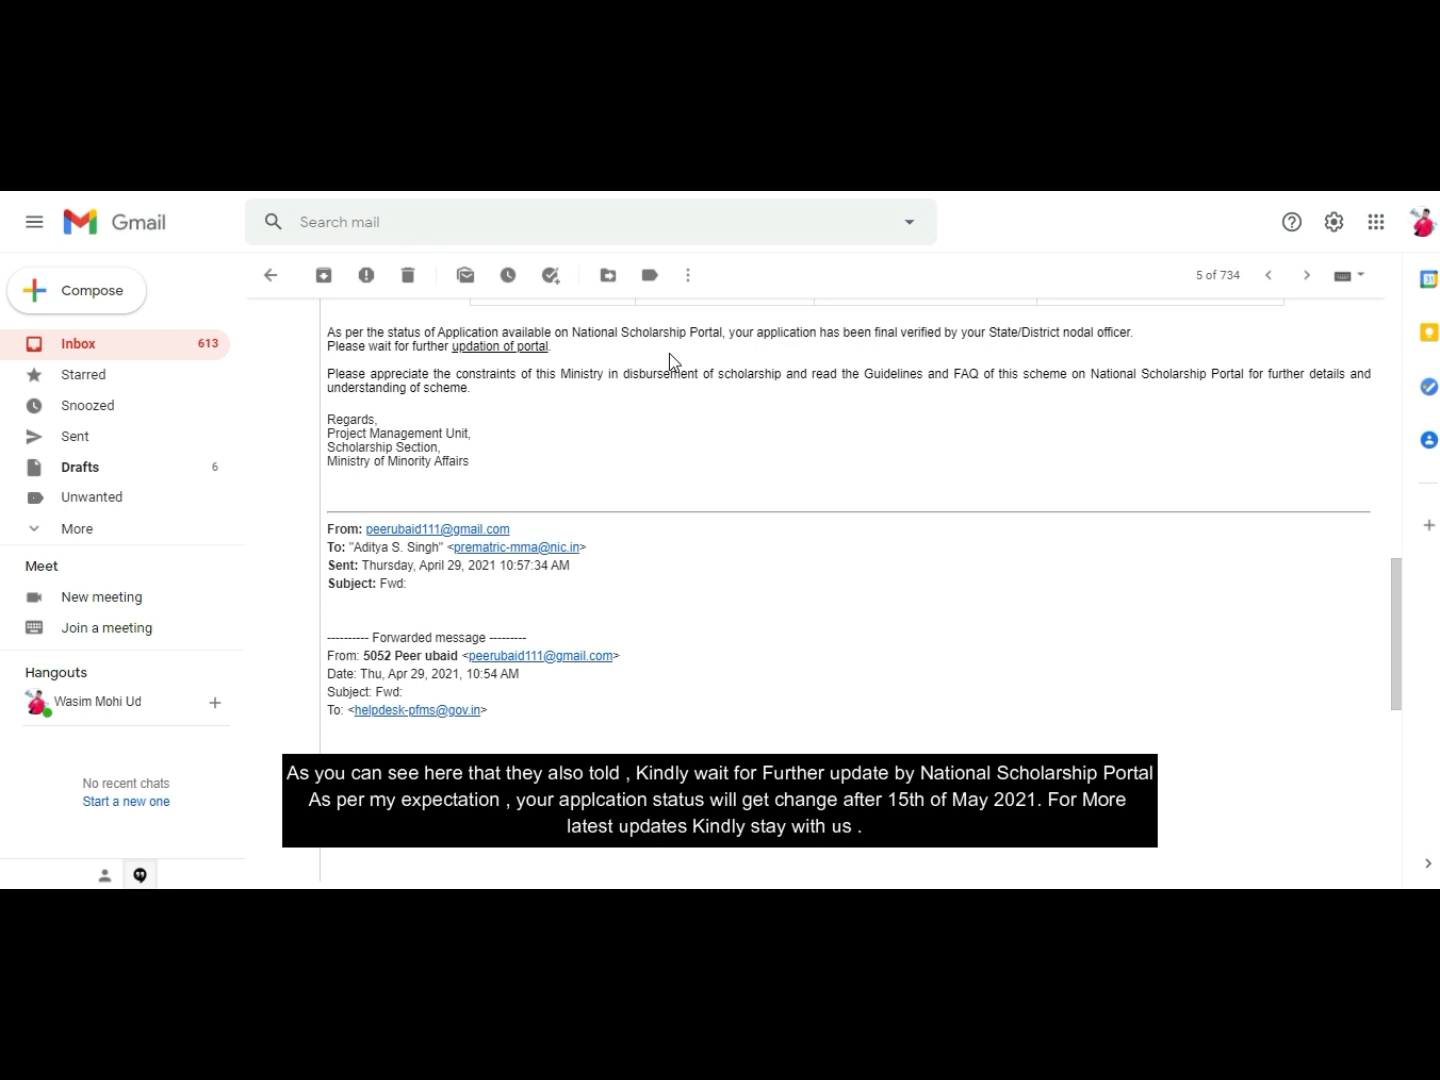 Gmail
Search mail
Compose
5 of 734
Inbox 613
Starred
Snoozed
Sent
Drafts 6
Unwanted
More
Meet
New meeting
Join a meeting
Hangouts
Wasim Mohi Ud
No recent chats
Start a new one
As per the status of Application available on National Scholarship Portal, your application has been final verified by your State/District nodal officer.
Please wait for further updation of portal.
Please appreciate the constraints of this Ministry in disbursement of scholarship and read the Guidelines and FAQ of this scheme on National Scholarship Portal for further details and
understanding of scheme.
Regards,
Project Management Unit,
Scholarship Section,
Ministry of Minority Affairs
From: peerubaid111@gmail.com
To: "Aditya S. Singh" <prematric-mma@nic.in>
Sent: Thursday, April 29, 2021 10:57:34 AM
Subject: Fwd:
---------- Forwarded message ---------
From: 5052 Peer ubaid <peerubaid111@gmail.com>
Date: Thu, Apr 29, 2021, 10:54 AM
Subject: Fwd:
To: <helpdesk-pfms@gov.in>
As you can see here that they also told , Kindly wait for Further update by National Scholarship Portal
As per my expectation , your applcation status will get change after 15th of May 2021. For More
latest updates Kindly stay with us .